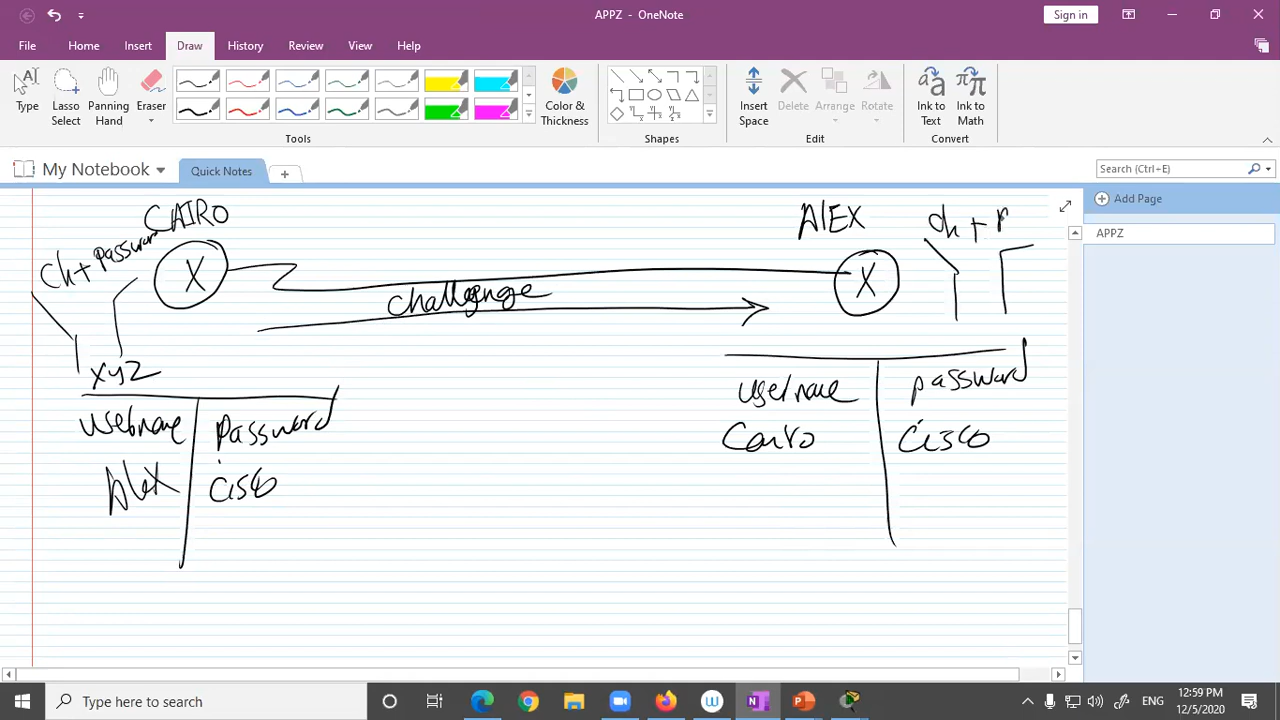 APPZ - OneNote
Sign in
File Home Insert Draw History Review View Help
Type
Lasso Select
Panning Hand
Eraser
Color & Thickness
Insert Space
Delete
Arrange
Rotate
Ink to Text
Ink to Math
Tools
Shapes
Edit
Convert
My Notebook
Quick Notes
Search (Ctrl+E)
Add Page
APPZ
CAIRO
ALEX
ch + password
X
challenge
X
ch +
xyz
username password
Alex cisco
username password
Cairo cisco
Type here to search
ENG
12:59 PM
12/5/2020